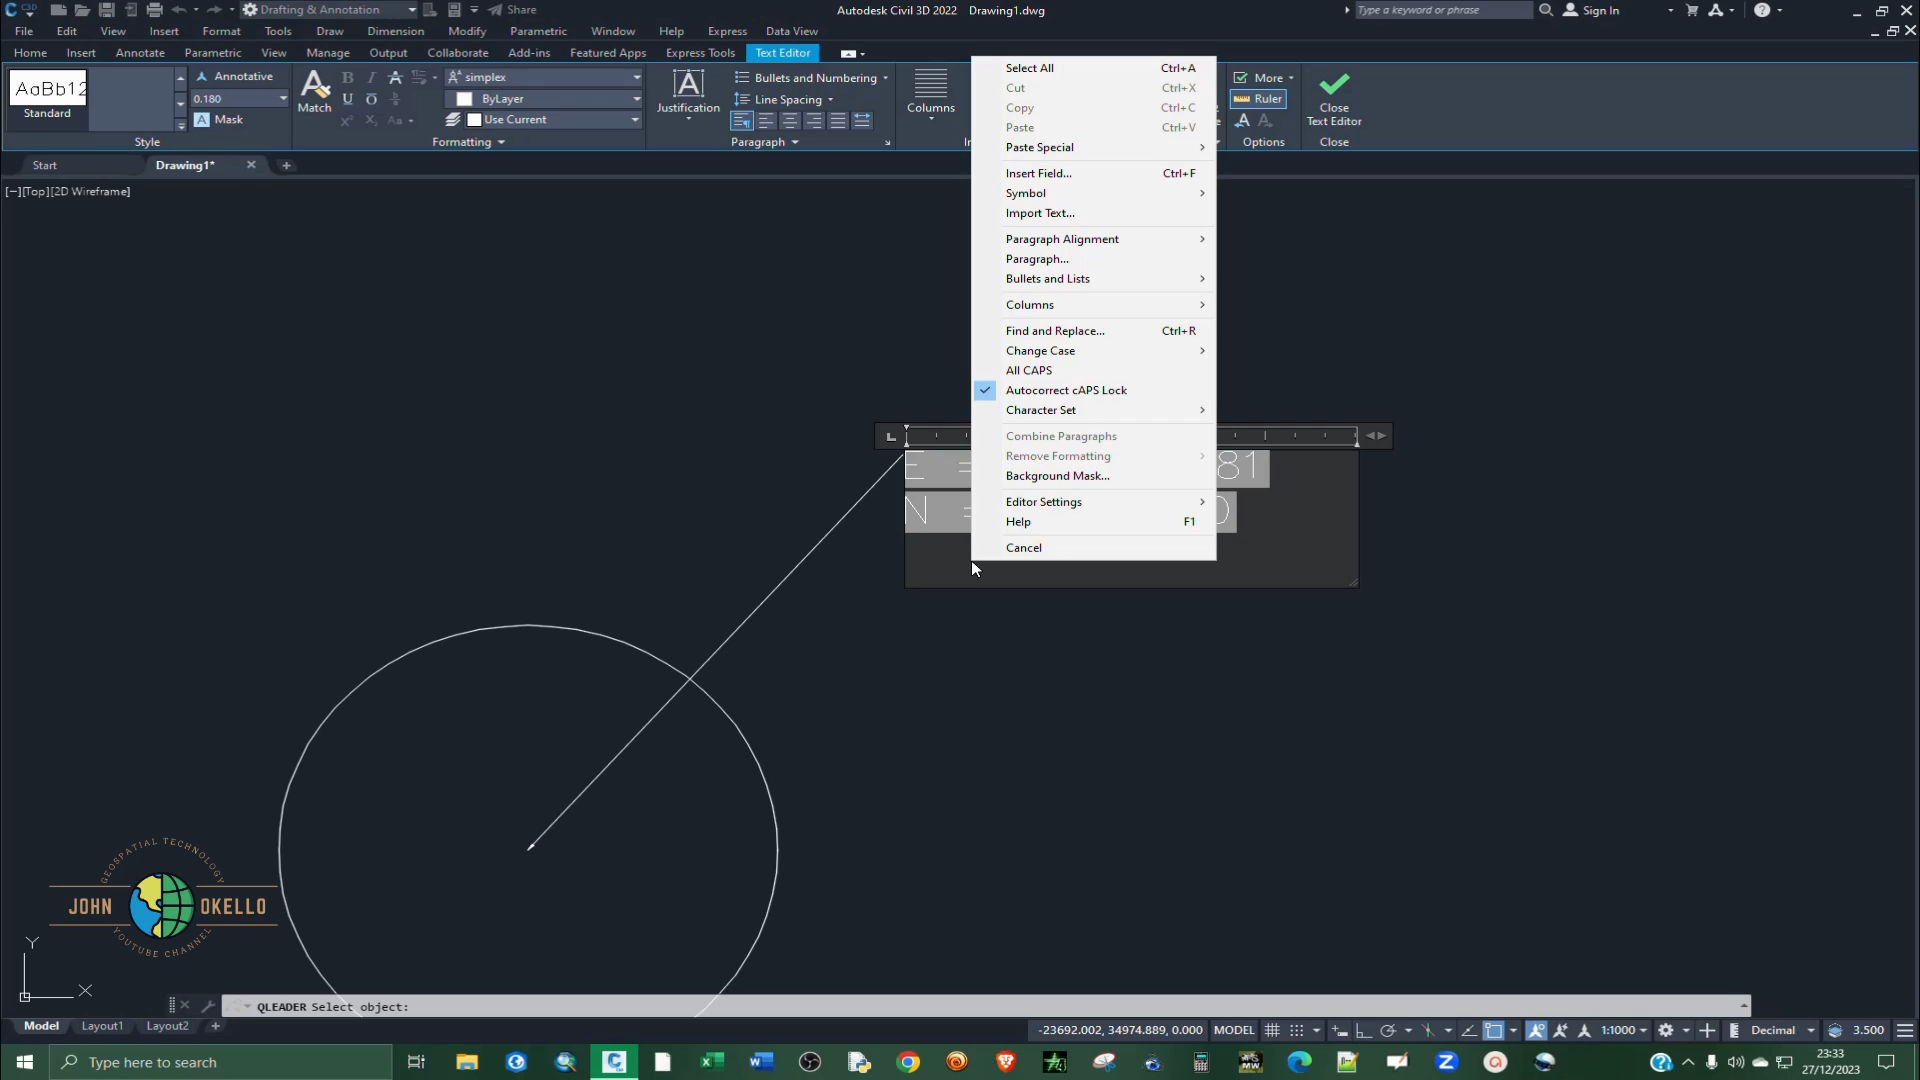 Drafting & Annotation
Share
Autodesk Civil 3D 2022 Drawing1.dwg
Type a keyword or phrase
Sign In
File Edit View Insert Format Tools Draw Dimension Modify Parametric Window Help Express Data View
Home Insert Annotate Parametric View Manage Output Collaborate Add-ins Featured Apps Express Tools Text Editor
AaBb12
Standard
Annotative
0.180
Mask
Style
Match
simplex
ByLayer
Use Current
Formatting
Justification
Bullets and Numbering
Line Spacing
Paragraph
Columns
More
Ruler
Options
Close
Text Editor
Close
Start
Drawing1*
[−][Top][2D Wireframe]
Select All Ctrl+A
Cut Ctrl+X
Copy Ctrl+C
Paste Ctrl+V
Paste Special
Insert Field... Ctrl+F
Symbol
Import Text...
Paragraph Alignment
Paragraph...
Bullets and Lists
Columns
Find and Replace... Ctrl+R
Change Case
All CAPS
Autocorrect cAPS Lock
Character Set
Combine Paragraphs
Remove Formatting
Background Mask...
Editor Settings
Help F1
Cancel
E = 81
N =
GEOSPATIAL TECHNOLOGY
JOHN OKELLO
YOUTUBE CHANNEL
Y
X
QLEADER Select object:
Model Layout1 Layout2
-23692.002, 34974.889, 0.000 MODEL
1:1000
Decimal
3.500
Type here to search
23:33
27/12/2023